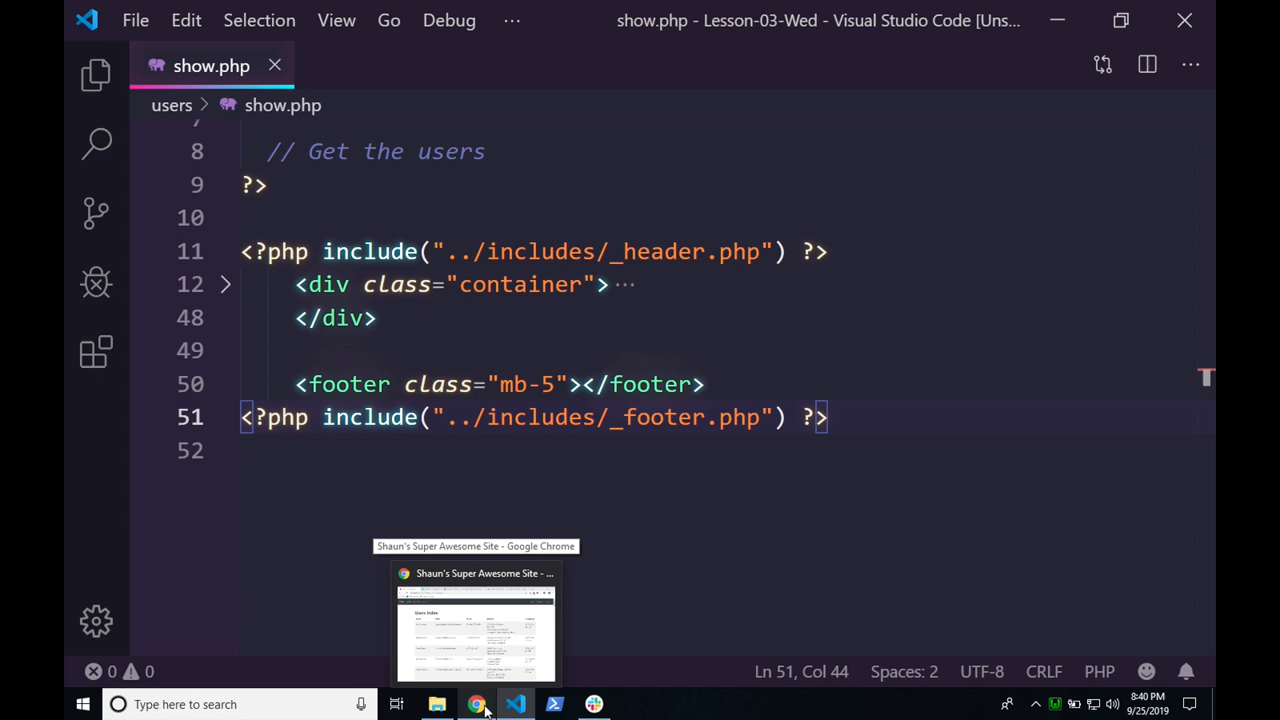 File Edit Selection View Go Debug ··· show.php - Lesson-03-Wed - Visual Studio Code [Uns...
show.php
users > show.php
7
8 // Get the users
9 ?>
10
11 <?php include("../includes/_header.php") ?>
12 <div class="container">···
48 </div>
49
50 <footer class="mb-5"></footer>
51 <?php include("../includes/_footer.php") ?>
52
Shaun's Super Awesome Site - Google Chrome
Shaun's Super Awesome Site - ...
Users Index
0 0 Ln 51, Col 44 Spaces: 2 UTF-8 CRLF PHP
Type here to search
8:40 PM
9/25/2019